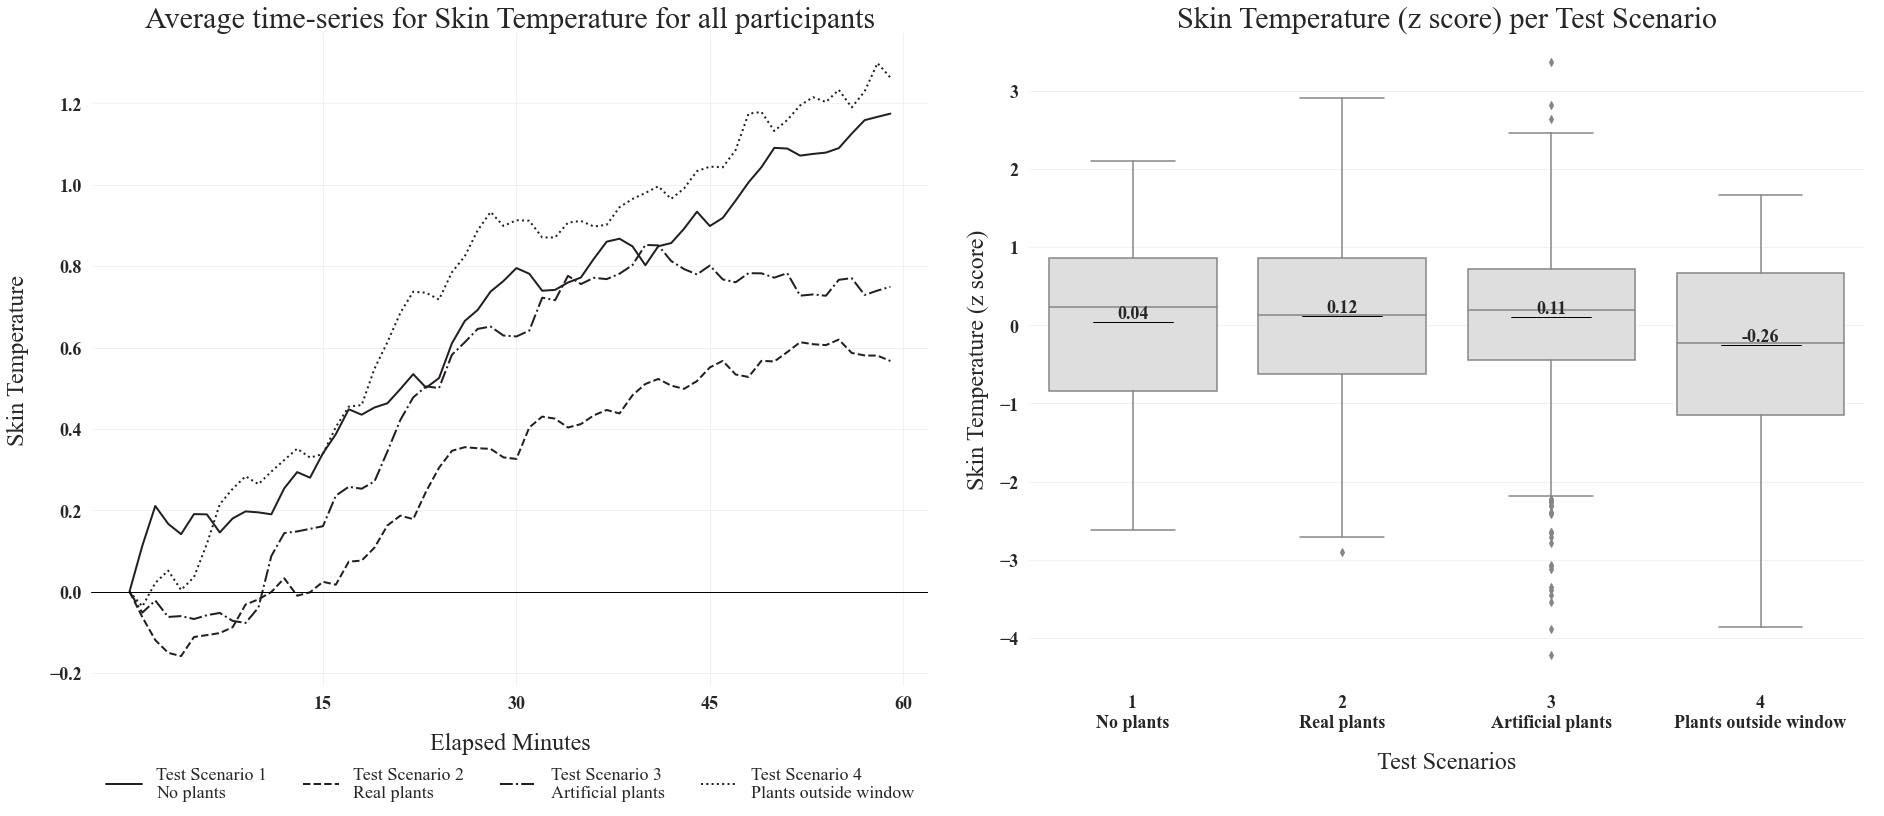 Average time-series for Skin Temperature for all participants
Skin Temperature
1.2
1.0
0.8
0.6
0.4
0.2
0.0
−0.2
15
30
45
60
Elapsed Minutes
Test Scenario 1
No plants
Test Scenario 2
Real plants
Test Scenario 3
Artificial plants
Test Scenario 4
Plants outside window
Skin Temperature (z score) per Test Scenario
Skin Temperature (z score)
3
2
1
0
−1
−2
−3
−4
0.04
0.12
0.11
-0.26
1
No plants
2
Real plants
3
Artificial plants
4
Plants outside window
Test Scenarios